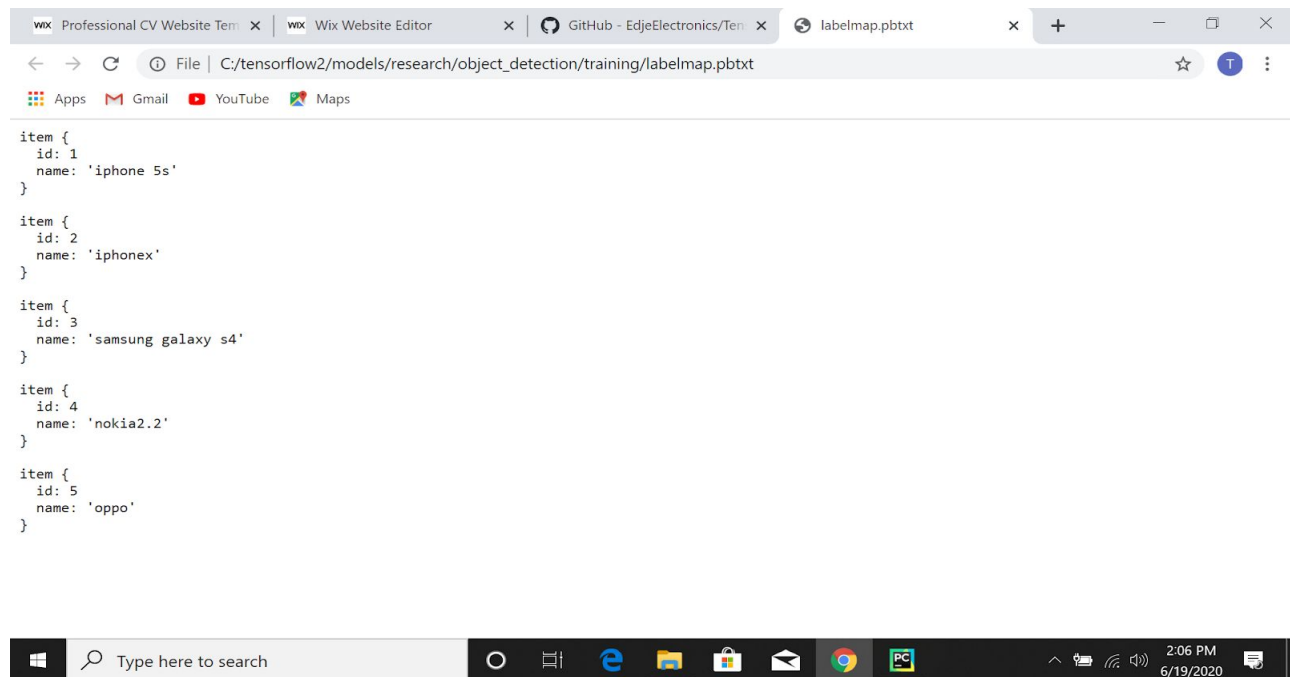 WIX Professional CV Website Tem
WIX Wix Website Editor
GitHub - EdjeElectronics/Ten
labelmap.pbtxt
File | C:/tensorflow2/models/research/object_detection/training/labelmap.pbtxt
T
Apps Gmail YouTube Maps
item {
  id: 1
  name: 'iphone 5s'
}
item {
  id: 2
  name: 'iphonex'
}
item {
  id: 3
  name: 'samsung galaxy s4'
}
item {
  id: 4
  name: 'nokia2.2'
}
item {
  id: 5
  name: 'oppo'
}
Type here to search
PC
2:06 PM
6/19/2020